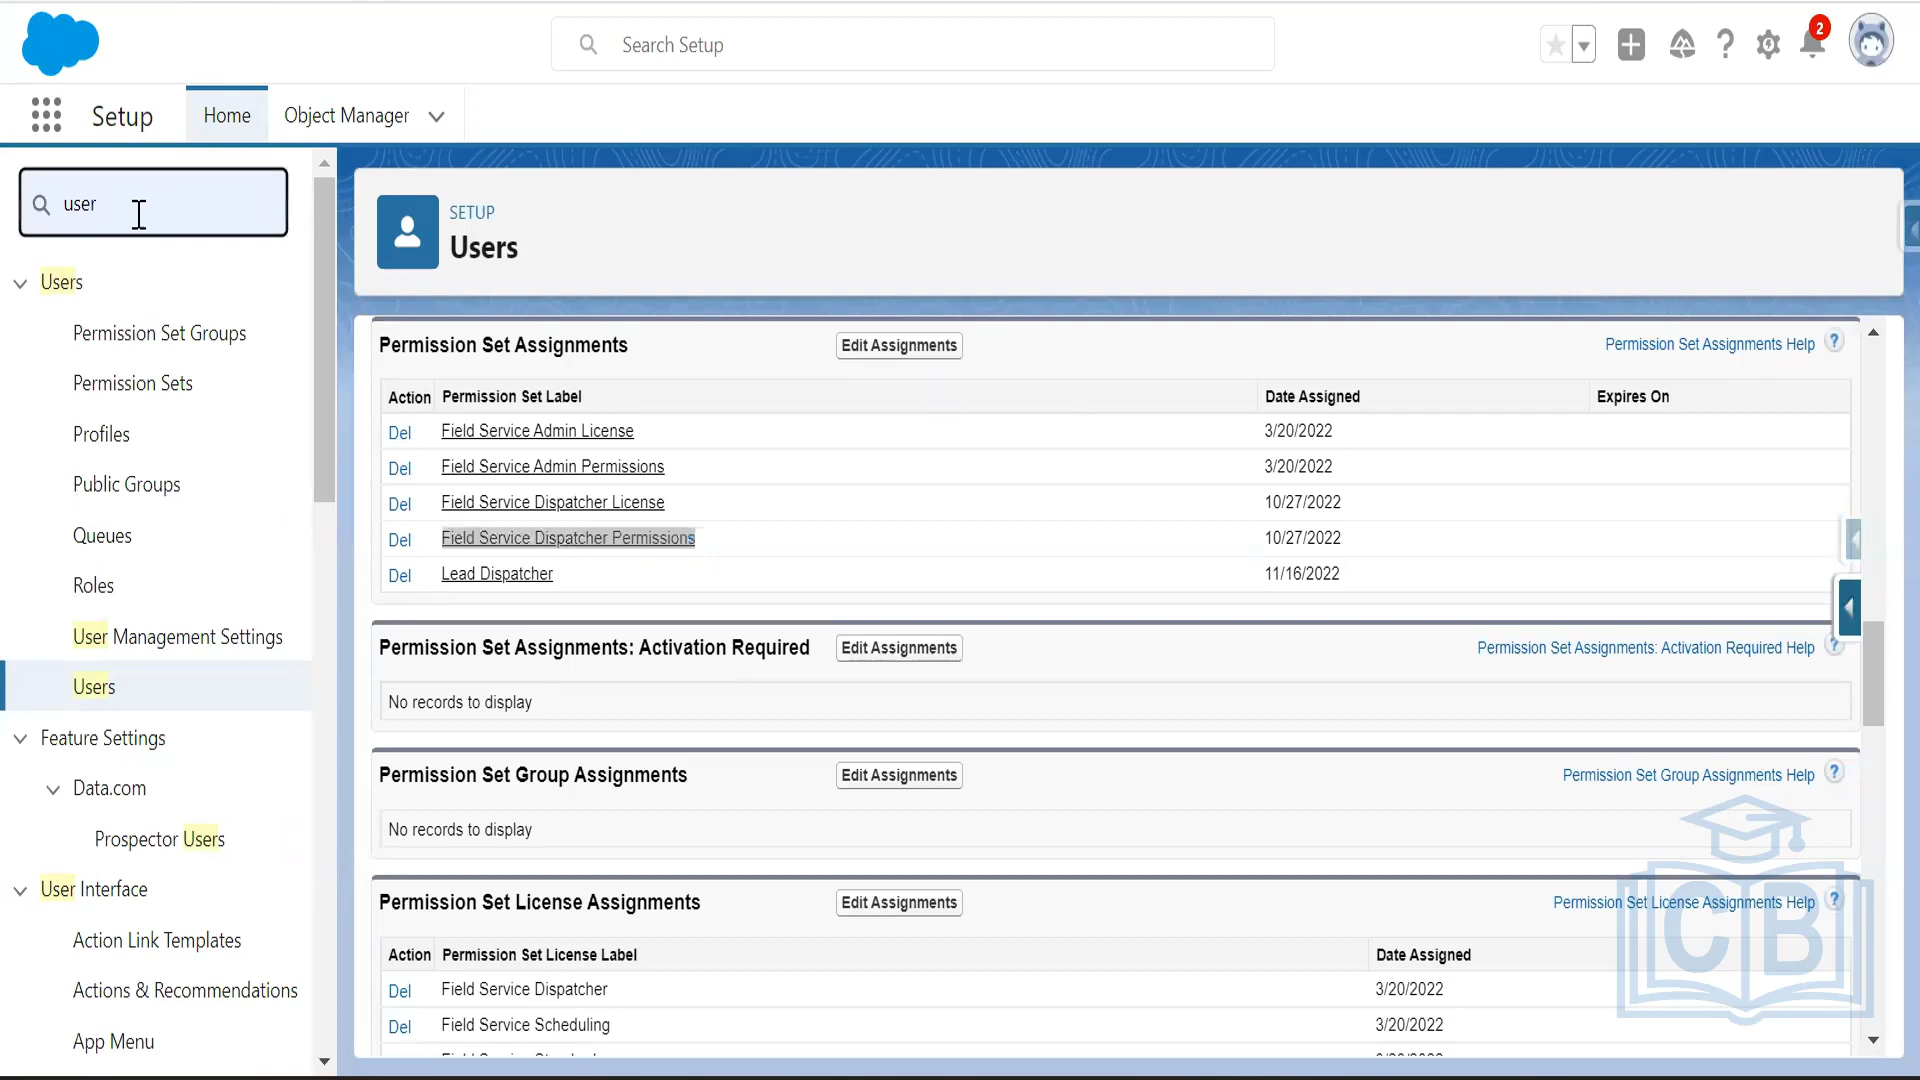 Search Setup
2
Setup
Home
Object Manager
user
Users
Permission Set Groups
Permission Sets
Profiles
Public Groups
Queues
Roles
User Management Settings
Users
Feature Settings
Data.com
Prospector Users
User Interface
Action Link Templates
Actions & Recommendations
App Menu
SETUP
Users
Permission Set Assignments
Edit Assignments
Permission Set Assignments Help ?
Action Permission Set Label Date Assigned Expires On
Del Field Service Admin License 3/20/2022
Del Field Service Admin Permissions 3/20/2022
Del Field Service Dispatcher License 10/27/2022
Del Field Service Dispatcher Permissions 10/27/2022
Del Lead Dispatcher 11/16/2022
Permission Set Assignments: Activation Required
Edit Assignments
Permission Set Assignments: Activation Required Help ?
No records to display
Permission Set Group Assignments
Edit Assignments
Permission Set Group Assignments Help ?
No records to display
Permission Set License Assignments
Edit Assignments
Permission Set License Assignments Help ?
Action Permission Set License Label Date Assigned
Del Field Service Dispatcher 3/20/2022
Del Field Service Scheduling 3/20/2022
CB